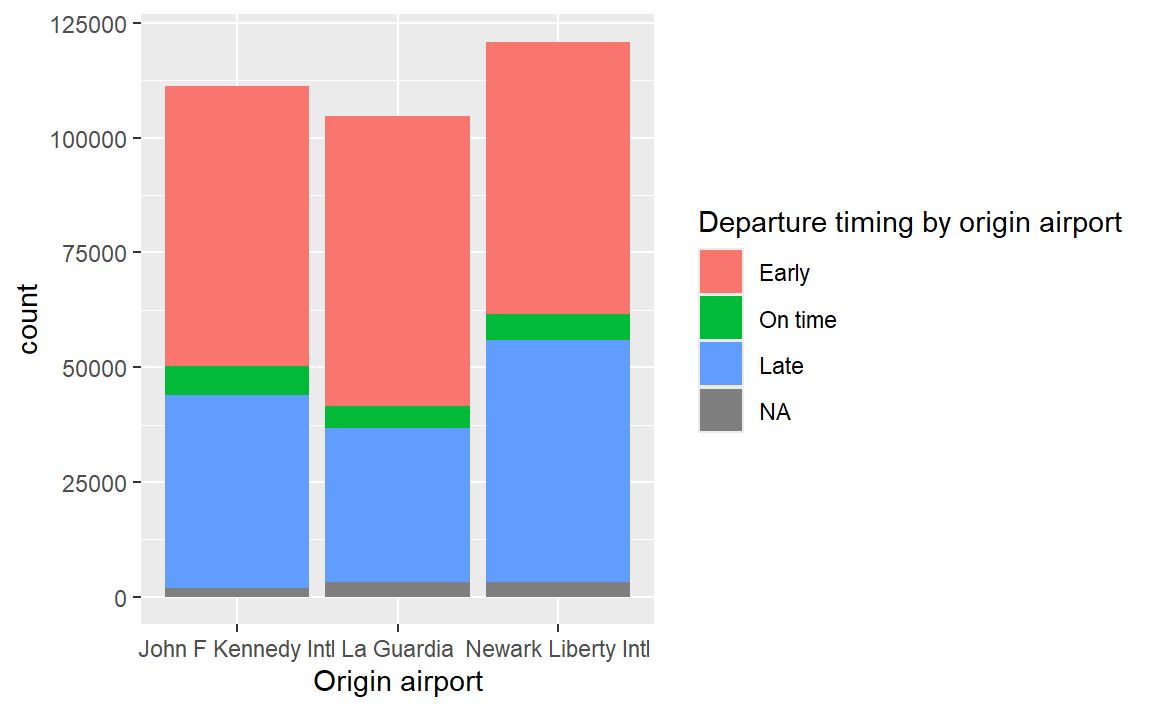 125000
100000
75000
50000
25000
0
count
John F Kennedy Intl La Guardia Newark Liberty Intl
Origin airport
Departure timing by origin airport
Early
On time
Late
NA